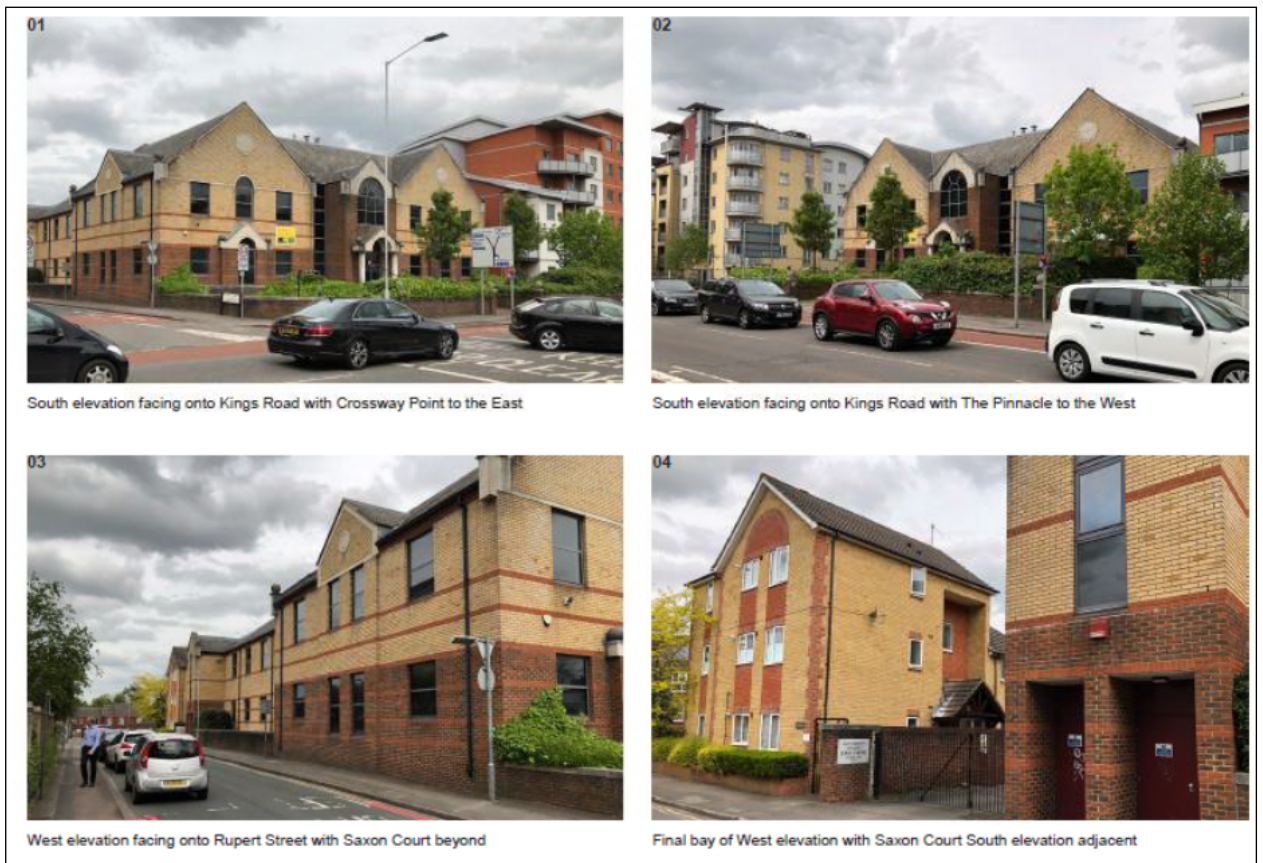 01
02
South elevation facing onto Kings Road with Crossway Point to the East
South elevation facing onto Kings Road with The Pinnacle to the West
03
04
West elevation facing onto Rupert Street with Saxon Court beyond
Final bay of West elevation with Saxon Court South elevation adjacent